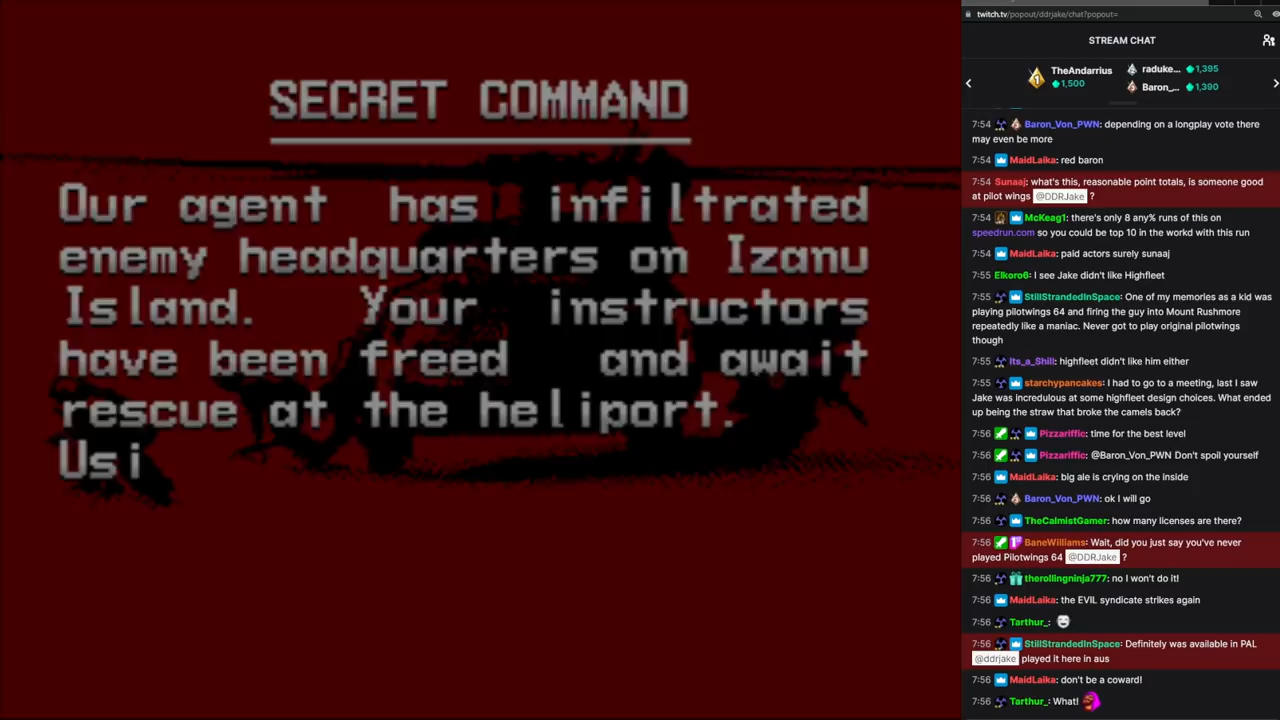 SECRET COMMAND
Our agent has infiltrated
enemy headquarters on Izanu
Island. Your instructors
have been freed and await
rescue at the heliport.
Usi
twitch.tv/popout/ddrjake/chat?popout=
STREAM CHAT
TheAndarrius
1,500
raduke... 1,395
Baron_... 1,390
7:54 Baron_Von_PWN: depending on a longplay vote there
may even be more
7:54 MaidLaika: red baron
7:54 Sunaaj: what's this, reasonable point totals, is someone good
at pilot wings @DDRJake ?
7:54 McKeag1: there's only 8 any% runs of this on
speedrun.com so you could be top 10 in the workd with this run
7:54 MaidLaika: paid actors surely sunaaj
7:55 Elkoro6: I see Jake didn't like Highfleet
7:55 StillStrandedInSpace: One of my memories as a kid was
playing pilotwings 64 and firing the guy into Mount Rushmore
repeatedly like a maniac. Never got to play original pilotwings
though
7:55 Its_a_Shill: highfleet didn't like him either
7:55 starchypancakes: I had to go to a meeting, last I saw
Jake was incredulous at some highfleet design choices. What ended
up being the straw that broke the camels back?
7:56 Pizzariffic: time for the best level
7:56 Pizzariffic: @Baron_Von_PWN Don't spoil yourself
7:56 MaidLaika: big ale is crying on the inside
7:56 Baron_Von_PWN: ok I will go
7:56 TheCalmistGamer: how many licenses are there?
7:56 BaneWilliams: Wait, did you just say you've never
played Pilotwings 64 @DDRJake ?
7:56 therollingninja777: no I won't do it!
7:56 MaidLaika: the EVIL syndicate strikes again
7:56 Tarthur_:
7:56 StillStrandedInSpace: Definitely was available in PAL
@ddrjake played it here in aus
7:56 MaidLaika: don't be a coward!
7:56 Tarthur_: What!